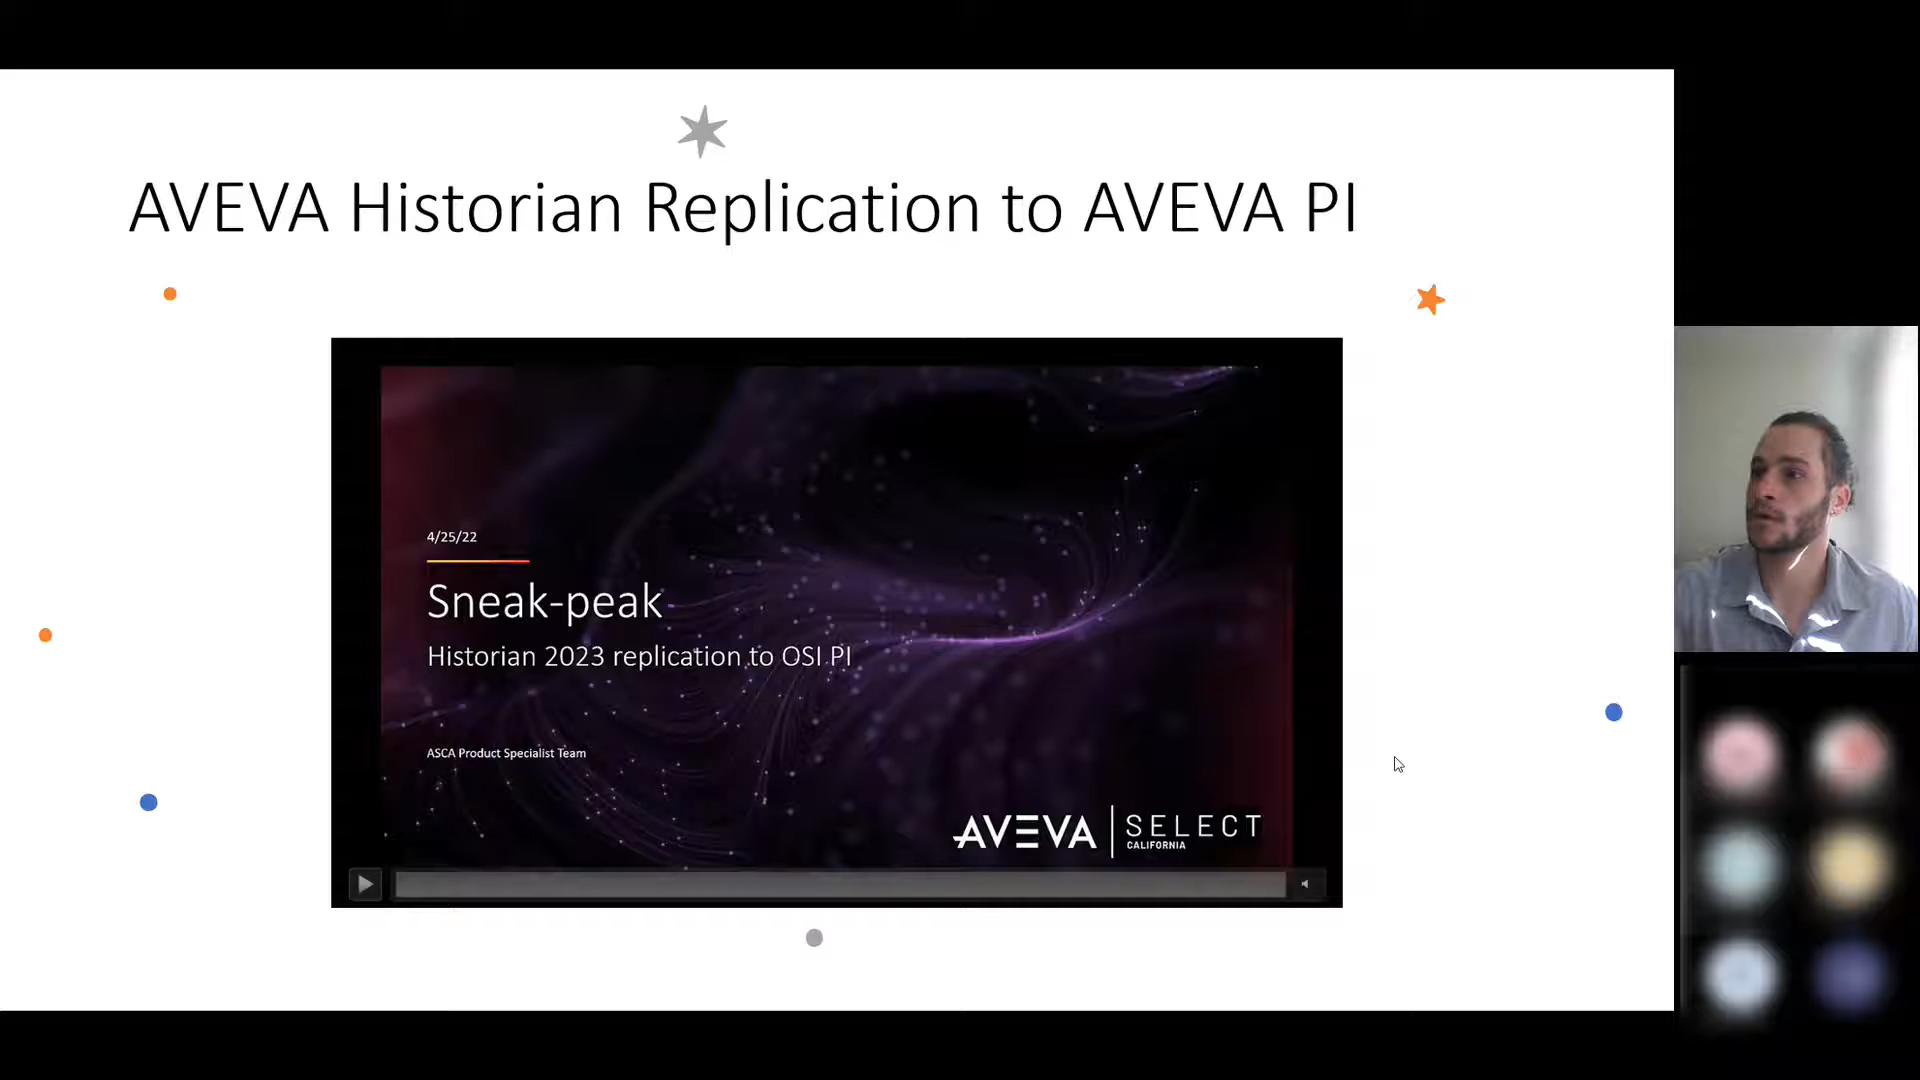 AVEVA Historian Replication to AVEVA PI
4/25/22
Sneak-peak
Historian 2023 replication to OSI PI
ASCA Product Specialist Team
AVEVA SELECT
CALIFORNIA